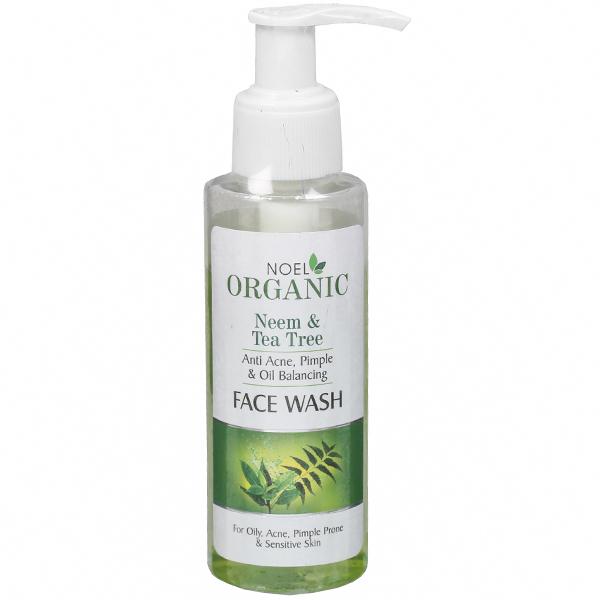 NOEL
ORGANIC
Neem &
Tea Tree
Anti Acne, Pimple
& Oil Balancing
FACE WASH
For Oily, Acne, Pimple Prone
& Sensitive Skin